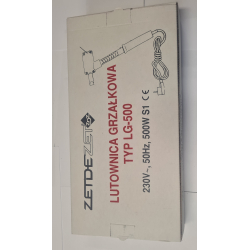 ZETDEZET
LUTOWNICA GRZAŁKOWA
TYP LG-500
230V~, 50Hz, 500W S1 CE